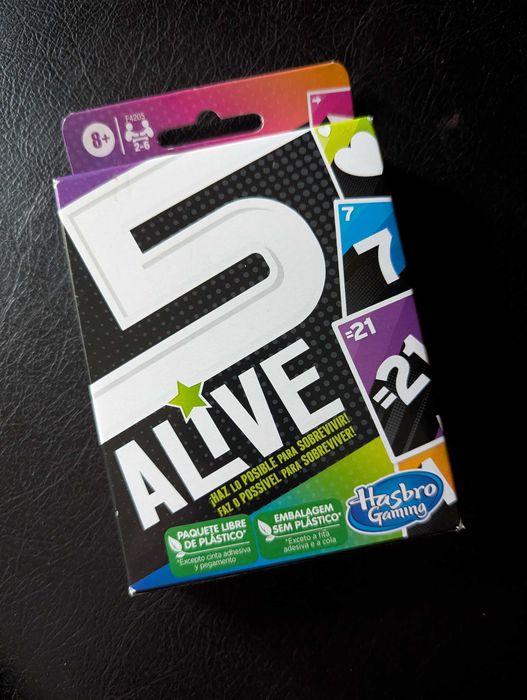 8+
F4205
2-6
5
ALiVE
¡HAZ LO POSIBLE PARA SOBREVIVIR!
FAZ O POSSÍVEL PARA SOBREVIVER!
7
7
=21
=21
PAQUETE LIBRE
DE PLÁSTICO*
*Excepto cinta adhesiva
y pegamento
EMBALAGEM
SEM PLÁSTICO*
*Exceto a fita
adesiva e a cola
Hasbro
Gaming